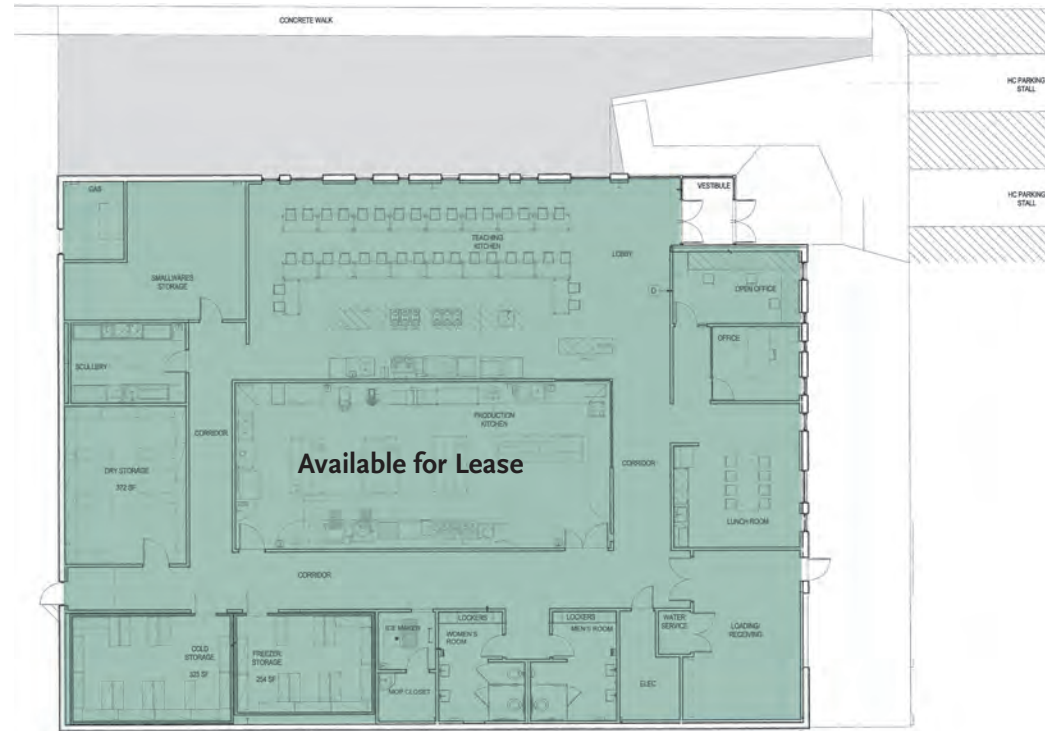 CONCRETE WALK
HC PARKING
STALL
HC PARKING
STALL
VESTIBULE
GAS
TEACHING
KITCHEN
LOBBY
SMALLWARES
STORAGE
OPEN OFFICE
OFFICE
SCULLERY
PRODUCTION
KITCHEN
CORRIDOR
Available for Lease
CORRIDOR
DRY STORAGE
372 SF
LUNCH ROOM
CORRIDOR
LOCKERS
LOCKERS
ICE MAKER
WOMEN'S
ROOM
MEN'S ROOM
WATER
SERVICE
LOADING/
RECEIVING
COLD
STORAGE
FREEZER
STORAGE
325 SF
254 SF
MOP CLOSET
ELEC
D